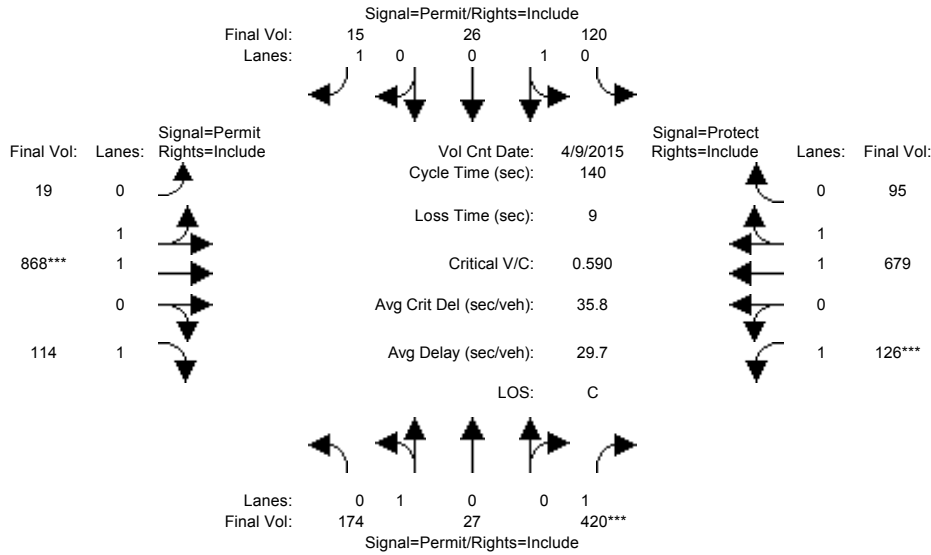 Signal=Permit/Rights=Include
Final Vol: 15 26 120
Lanes: 1 0 0 1 0
Signal=Permit Signal=Protect
Final Vol: Lanes: Rights=Include Vol Cnt Date: 4/9/2015 Rights=Include Lanes: Final Vol:
Cycle Time (sec): 140
19 0 0 95
Loss Time (sec): 9
1 1
868*** 1 Critical V/C: 0.590 1 679
0 Avg Crit Del (sec/veh): 35.8 0
114 1 Avg Delay (sec/veh): 29.7 1 126***
LOS: C
Lanes: 0 1 0 0 1
Final Vol: 174 27 420***
Signal=Permit/Rights=Include